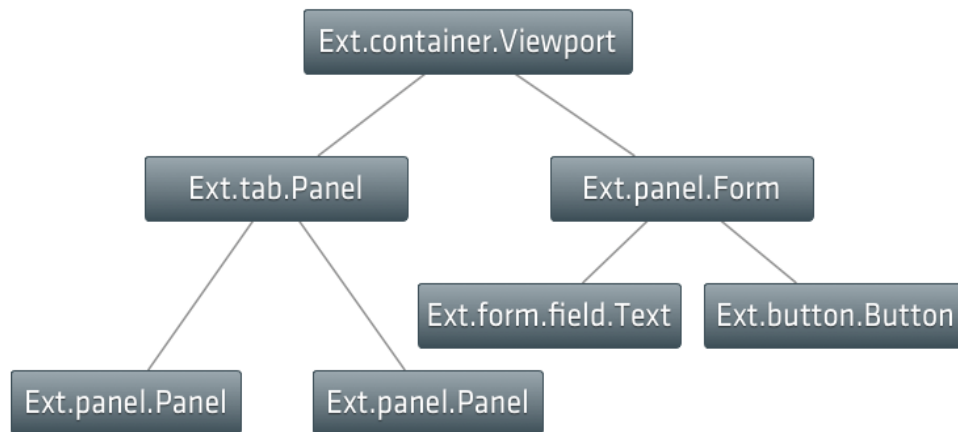 Ext.container.Viewport
Ext.tab.Panel
Ext.panel.Form
Ext.form.field.Text
Ext.button.Button
Ext.panel.Panel
Ext.panel.Panel